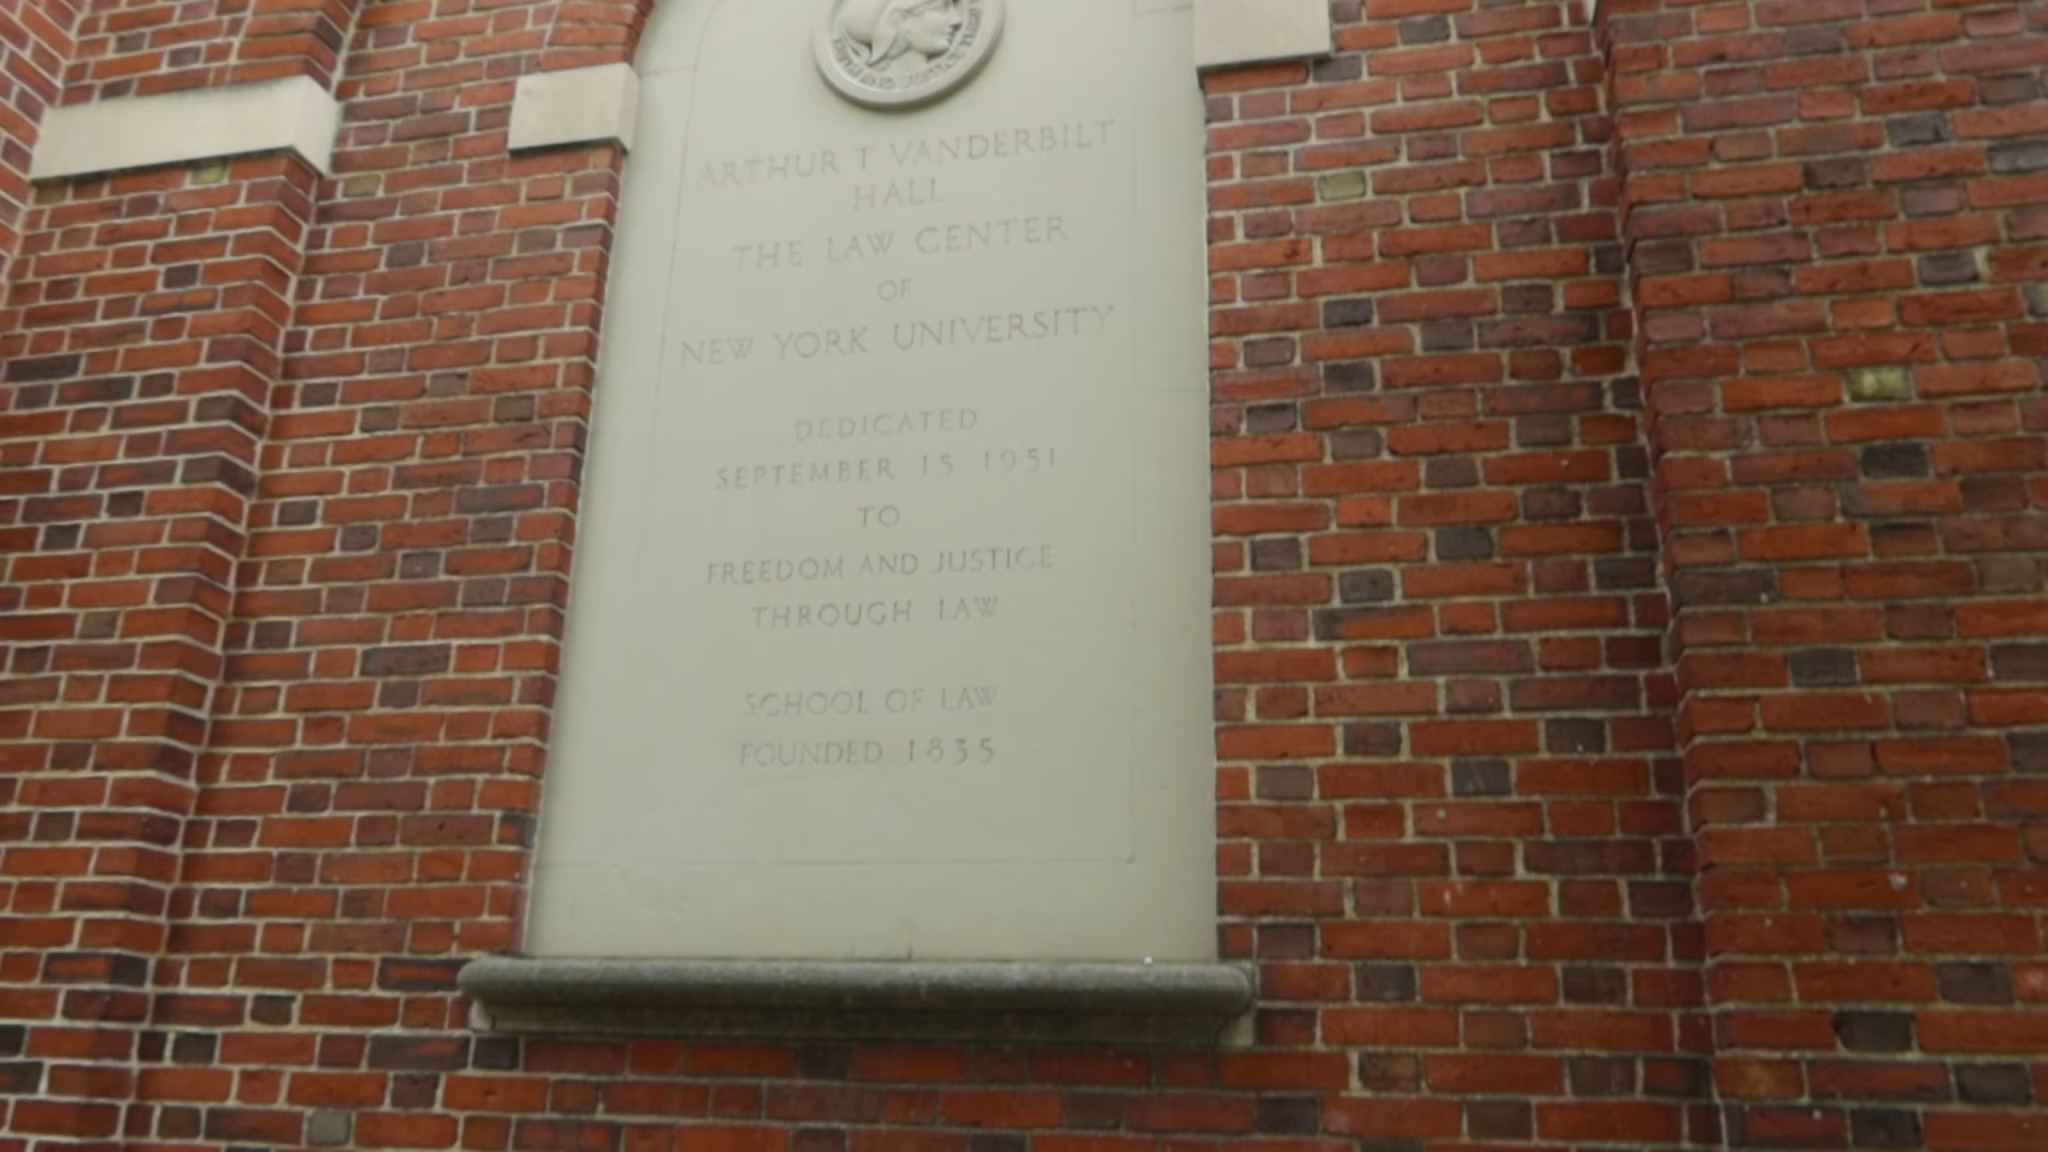 ARTHUR T VANDERBILT
HALL
THE LAW CENTER
OF
NEW YORK UNIVERSITY
DEDICATED
SEPTEMBER 15 1951
TO
FREEDOM AND JUSTICE
THROUGH LAW
SCHOOL OF LAW
FOUNDED 1835